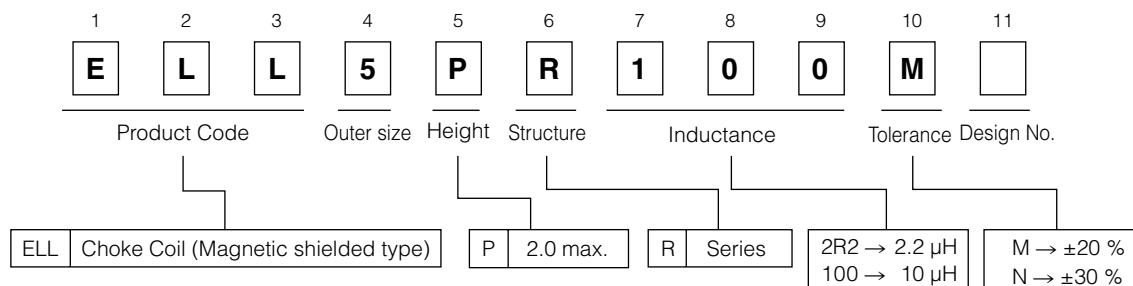 1 2 3 4 5 6 7 8 9 10 11
E L L 5 P R 1 0 0 M
Product Code Outer size Height Structure Inductance Tolerance Design No.
ELL Choke Coil (Magnetic shielded type) P 2.0 max. R Series 2R2 → 2.2 µH M → ±20 %
100 → 10 µH N → ±30 %